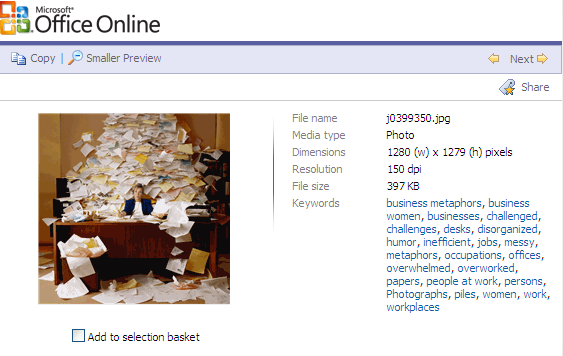 Microsoft®
Office Online
Copy | Smaller Preview
Next
Share
File name j0399350.jpg
Media type Photo
Dimensions 1280 (w) x 1279 (h) pixels
Resolution 150 dpi
File size 397 KB
Keywords business metaphors, business
women, businesses, challenged,
challenges, desks, disorganized,
humor, inefficient, jobs, messy,
metaphors, occupations, offices,
overwhelmed, overworked,
papers, people at work, persons,
Photographs, piles, women, work,
workplaces
Add to selection basket